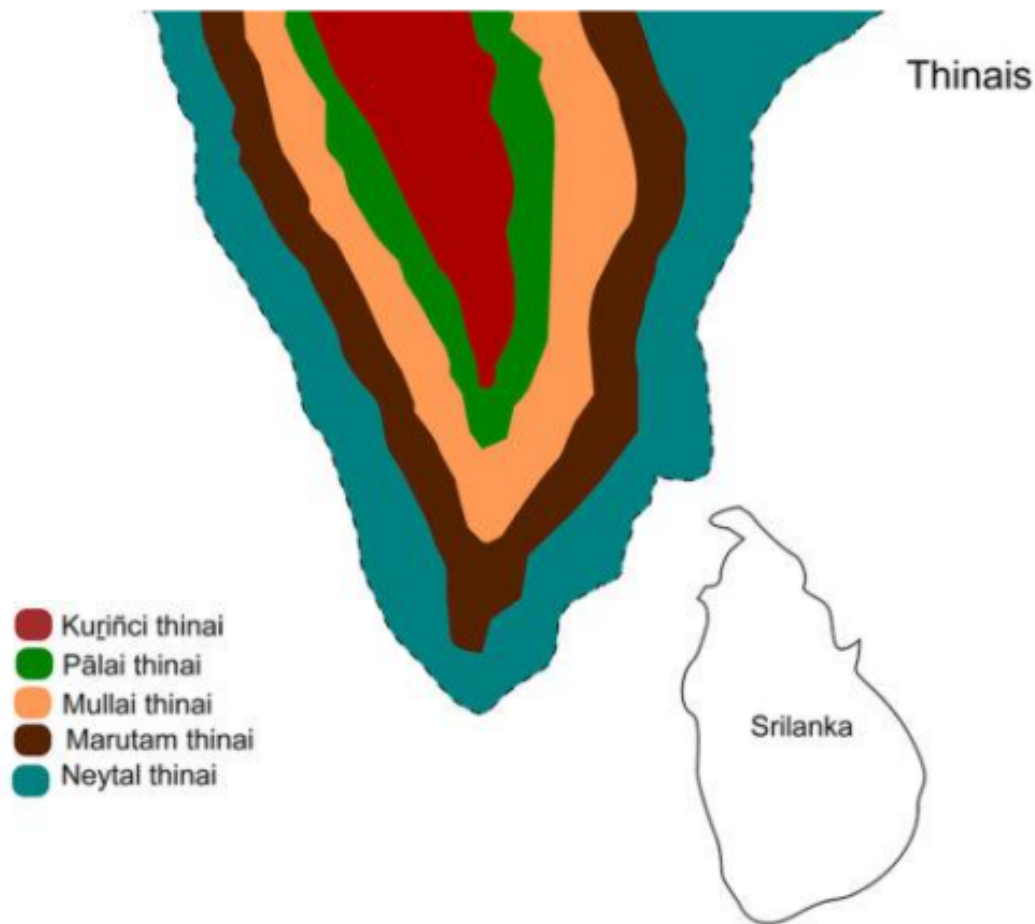 Thinais
Kuṟiñci thinai
Pālai thinai
Mullai thinai
Marutam thinai
Neytal thinai
Srilanka